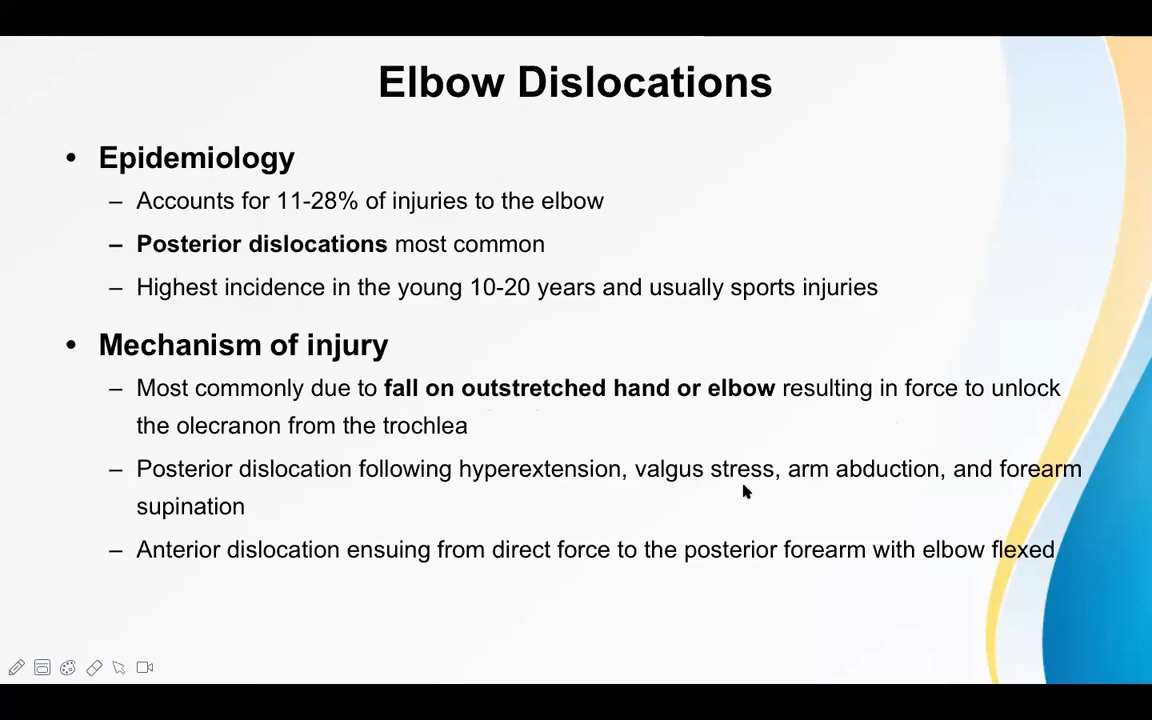 Elbow Dislocations
• Epidemiology
– Accounts for 11-28% of injuries to the elbow
– Posterior dislocations most common
– Highest incidence in the young 10-20 years and usually sports injuries
• Mechanism of injury
– Most commonly due to fall on outstretched hand or elbow resulting in force to unlock
the olecranon from the trochlea
– Posterior dislocation following hyperextension, valgus stress, arm abduction, and forearm
supination
– Anterior dislocation ensuing from direct force to the posterior forearm with elbow flexed